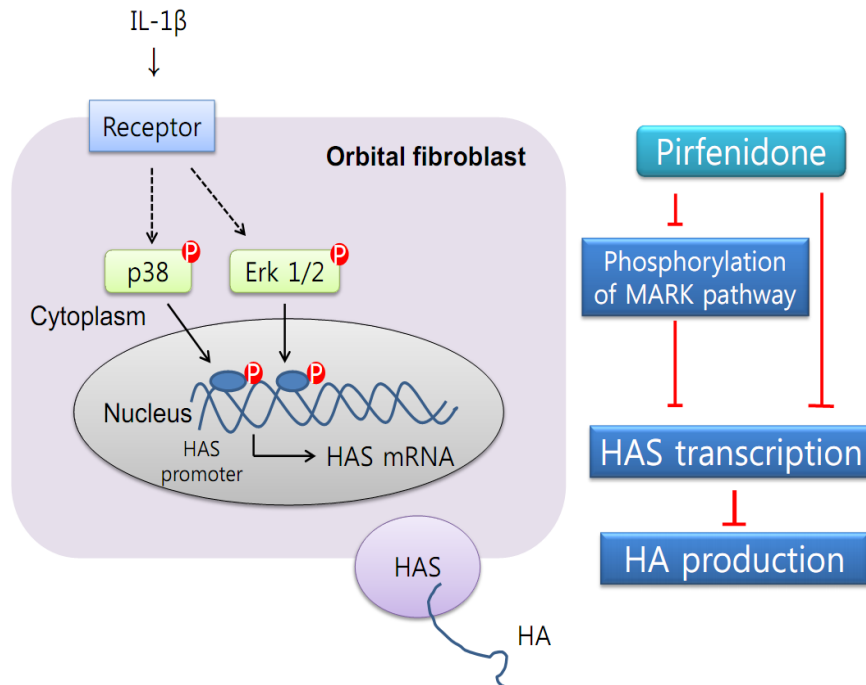 IL-1β
Receptor
Orbital fibroblast
P
P
p38
Erk 1/2
Cytoplasm
P
P
Nucleus
HAS
promoter
HAS mRNA
HAS
HA
Pirfenidone
Phosphorylation
of MARK pathway
HAS transcription
HA production